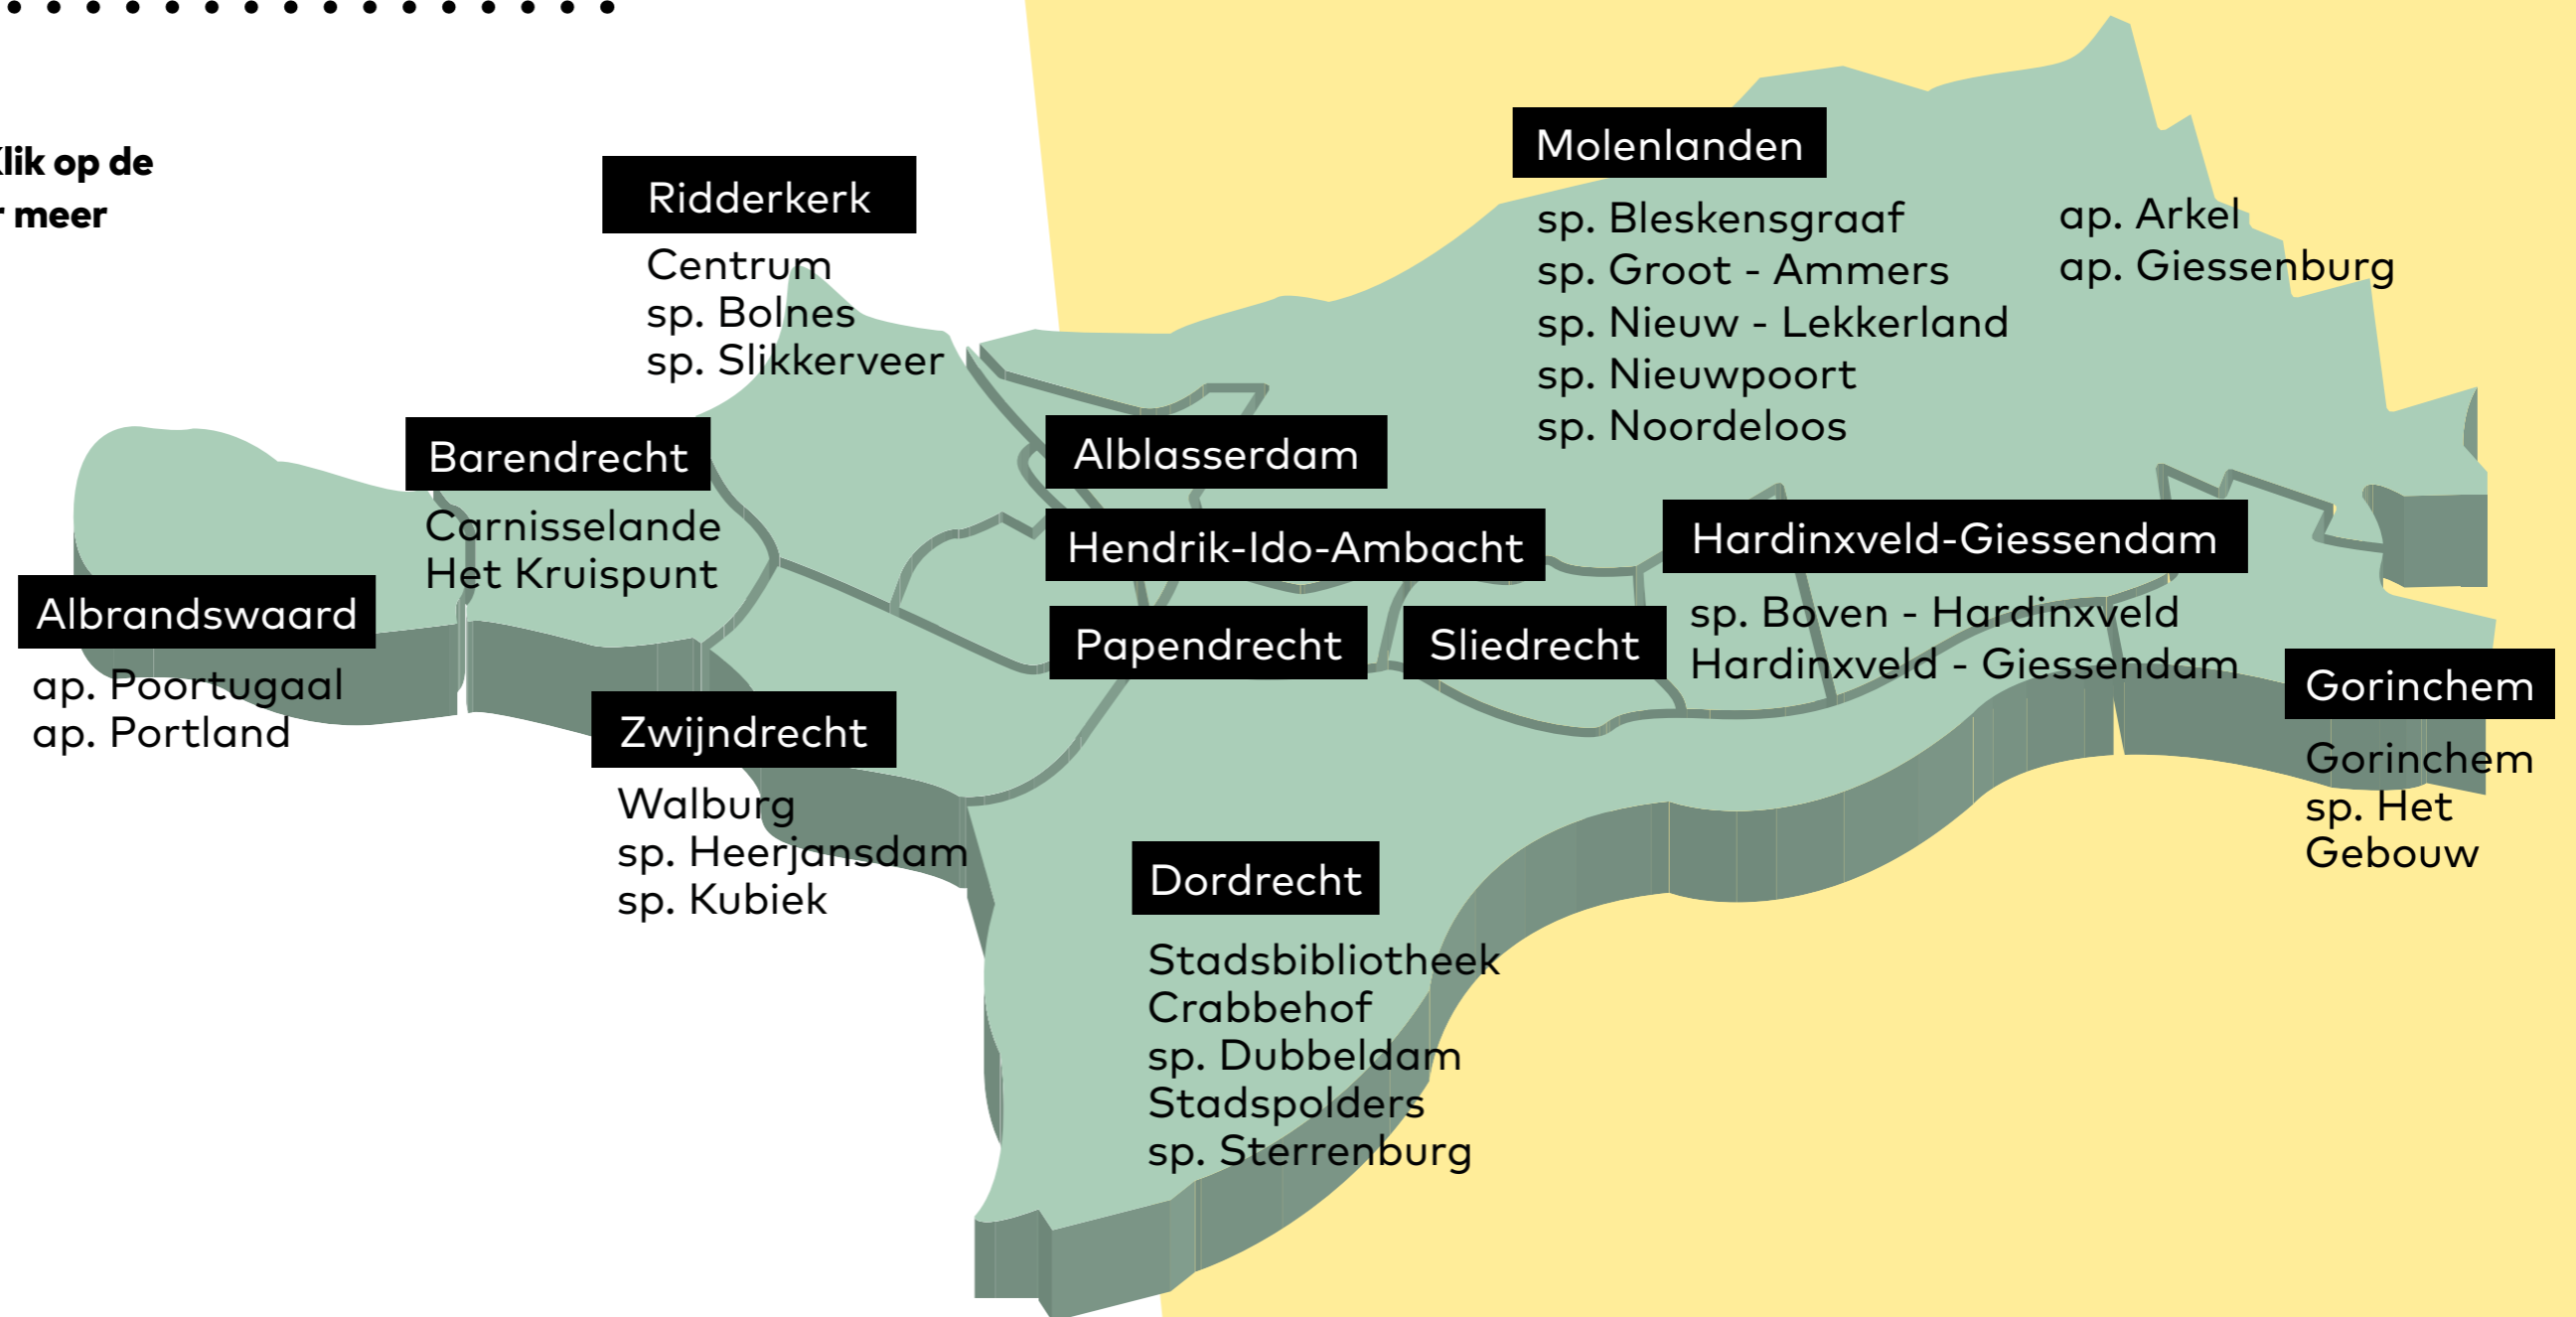 op de
meer
Ridderkerk
Centrum
sp. Bolnes
sp. Slikkerveer
Molenlanden
sp. Bleskensgraaf
sp. Groot - Ammers
sp. Nieuw - Lekkerland
sp. Nieuwpoort
sp. Noordeloos
ap. Arkel
ap. Giessenburg
Barendrecht
Carnisselande
Het Kruispunt
Alblasserdam
Hendrik-Ido-Ambacht
Papendrecht
Sliedrecht
Hardinxveld-Giessendam
sp. Boven - Hardinxveld
Hardinxveld - Giessendam
Albrandswaard
ap. Poortugaal
ap. Portland
Zwijndrecht
Walburg
sp. Heerjansdam
sp. Kubiek
Gorinchem
Gorinchem
sp. Het
Gebouw
Dordrecht
Stadsbibliotheek
Crabbehof
sp. Dubbeldam
Stadspolders
sp. Sterrenburg